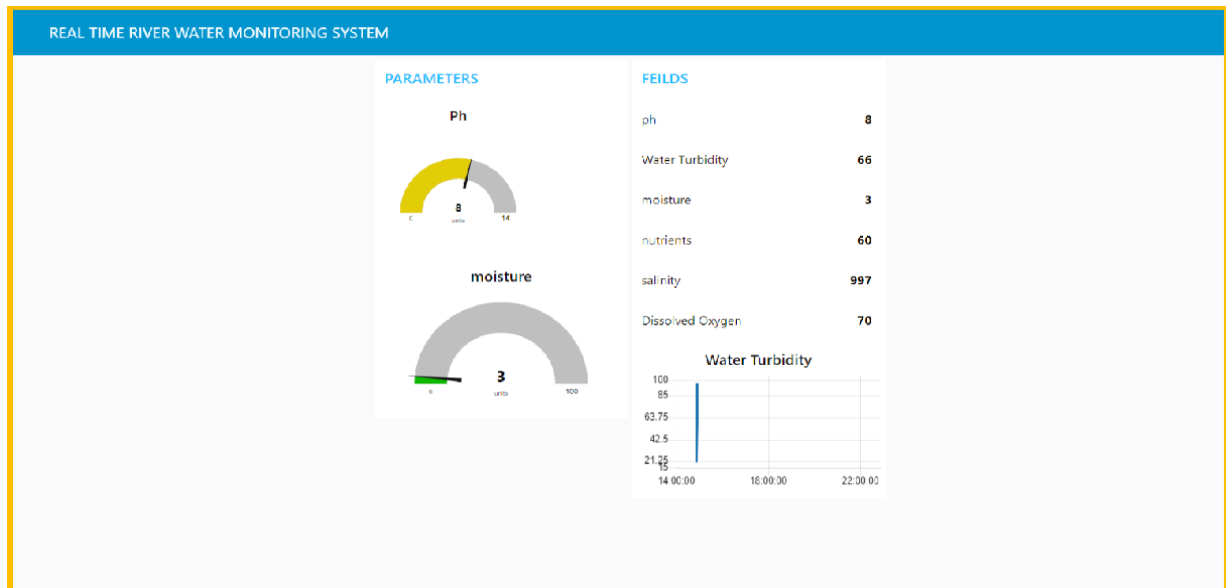 REAL TIME RIVER WATER MONITORING SYSTEM
PARAMETERS
Ph
8
units
0
14
moisture
3
units
0
100
FEILDS
ph 8
Water Turbidity 66
moisture 3
nutrients 60
salinity 997
Dissolved Oxygen 70
Water Turbidity
100
85
63.75
42.5
21.25
15
14:00:00 18:00:00 22:00:00